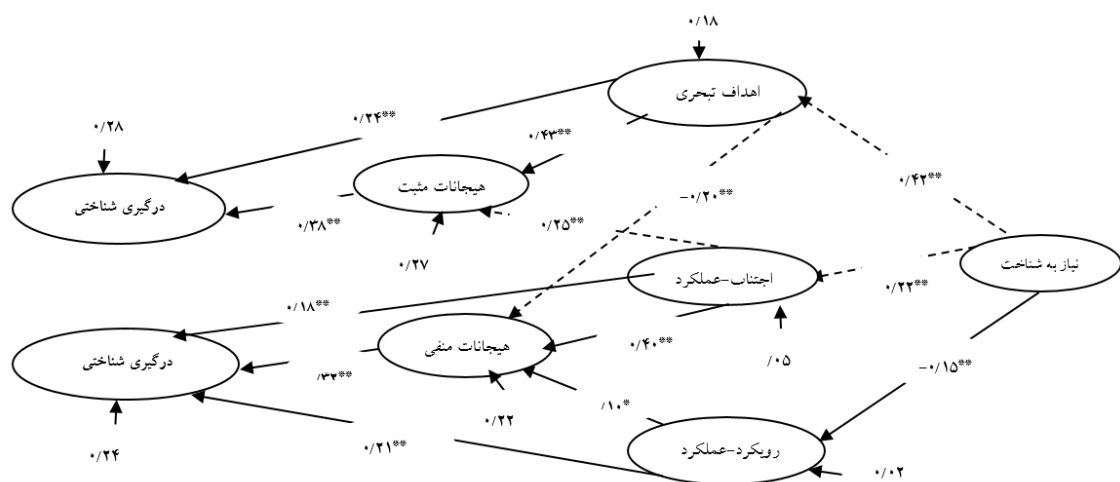 ۰/۱۸
اهداف تبحری
۰/۲۴**
۰/۲۸
۰/۴۳**
۰/۴۲**
هیجانات مثبت
-۰/۲۰**
درگیری شناختی
۰/۳۸**
۰/۲۵**
۰/۲۷
نیاز به شناخت
اجتناب-عملکرد
۰/۲۲**
۰/۱۸**
هیجانات منفی
۰/۴۰**
/۰۵
درگیری شناختی
-۰/۱۵**
/۳۲**
/۱۰*
۰/۲۲
۰/۲۱**
رویکرد-عملکرد
۰/۲۴
۰/۰۲